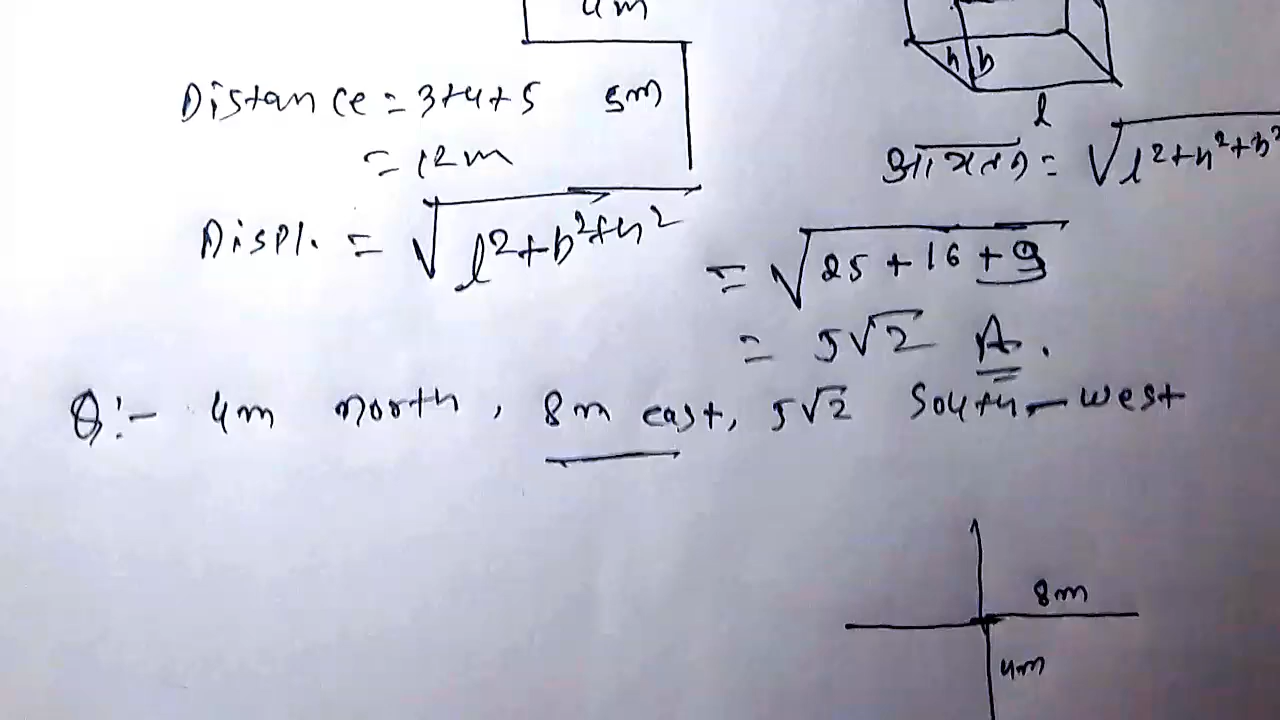 4m
h b
Distance = 3+4+5 5m
l
= 12m
आयतन = √l²+h²+b²
Displ. = √l²+b²+h²
= √25+16+9
= 5√2 A.
Q:- 4m north, 8m east, 5√2 South-west
8m
4m